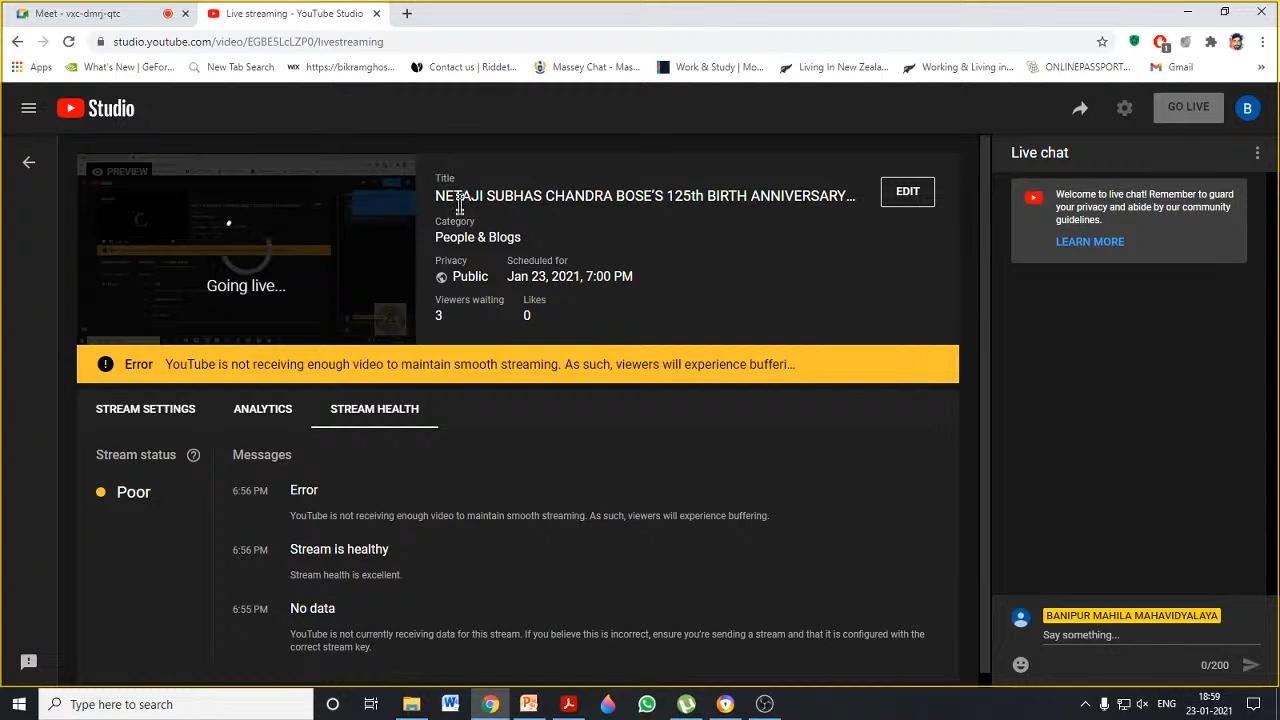 Meet - vxc-dmrj-qtc
Live streaming - YouTube Studio
studio.youtube.com/video/EGBE5LcLZP0/livestreaming
1
Apps
What's New (GeFor...
New Tab Search
WIX https://bikramghos...
Contact us | Riddet...
Massey Chat - Mas...
Work & Study | Mo...
Living In New Zeala...
Working & Living in...
ONLINEPASSPORT...
Gmail
»
Studio
GO LIVE
B
PREVIEW
Going live...
Title
NETAJI SUBHAS CHANDRA BOSE'S 125th BIRTH ANNIVERSARY...
EDIT
Category
People & Blogs
Privacy
Scheduled for
Public
Jan 23, 2021, 7:00 PM
Viewers waiting
Likes
3
0
Error YouTube is not receiving enough video to maintain smooth streaming. As such, viewers will experience bufferi...
STREAM SETTINGS
ANALYTICS
STREAM HEALTH
Stream status
Poor
Messages
6:56 PM Error
YouTube is not receiving enough video to maintain smooth streaming. As such, viewers will experience buffering.
6:56 PM Stream is healthy
Stream health is excellent.
6:55 PM No data
YouTube is not currently receiving data for this stream. If you believe this is incorrect, ensure you're sending a stream and that it is configured with the
correct stream key.
Live chat
Welcome to live chat! Remember to guard
your privacy and abide by our community
guidelines.
LEARN MORE
BANIPUR MAHILA MAHAVIDYALAYA
Say something...
0/200
Type here to search
ENG
18:59
23-01-2021